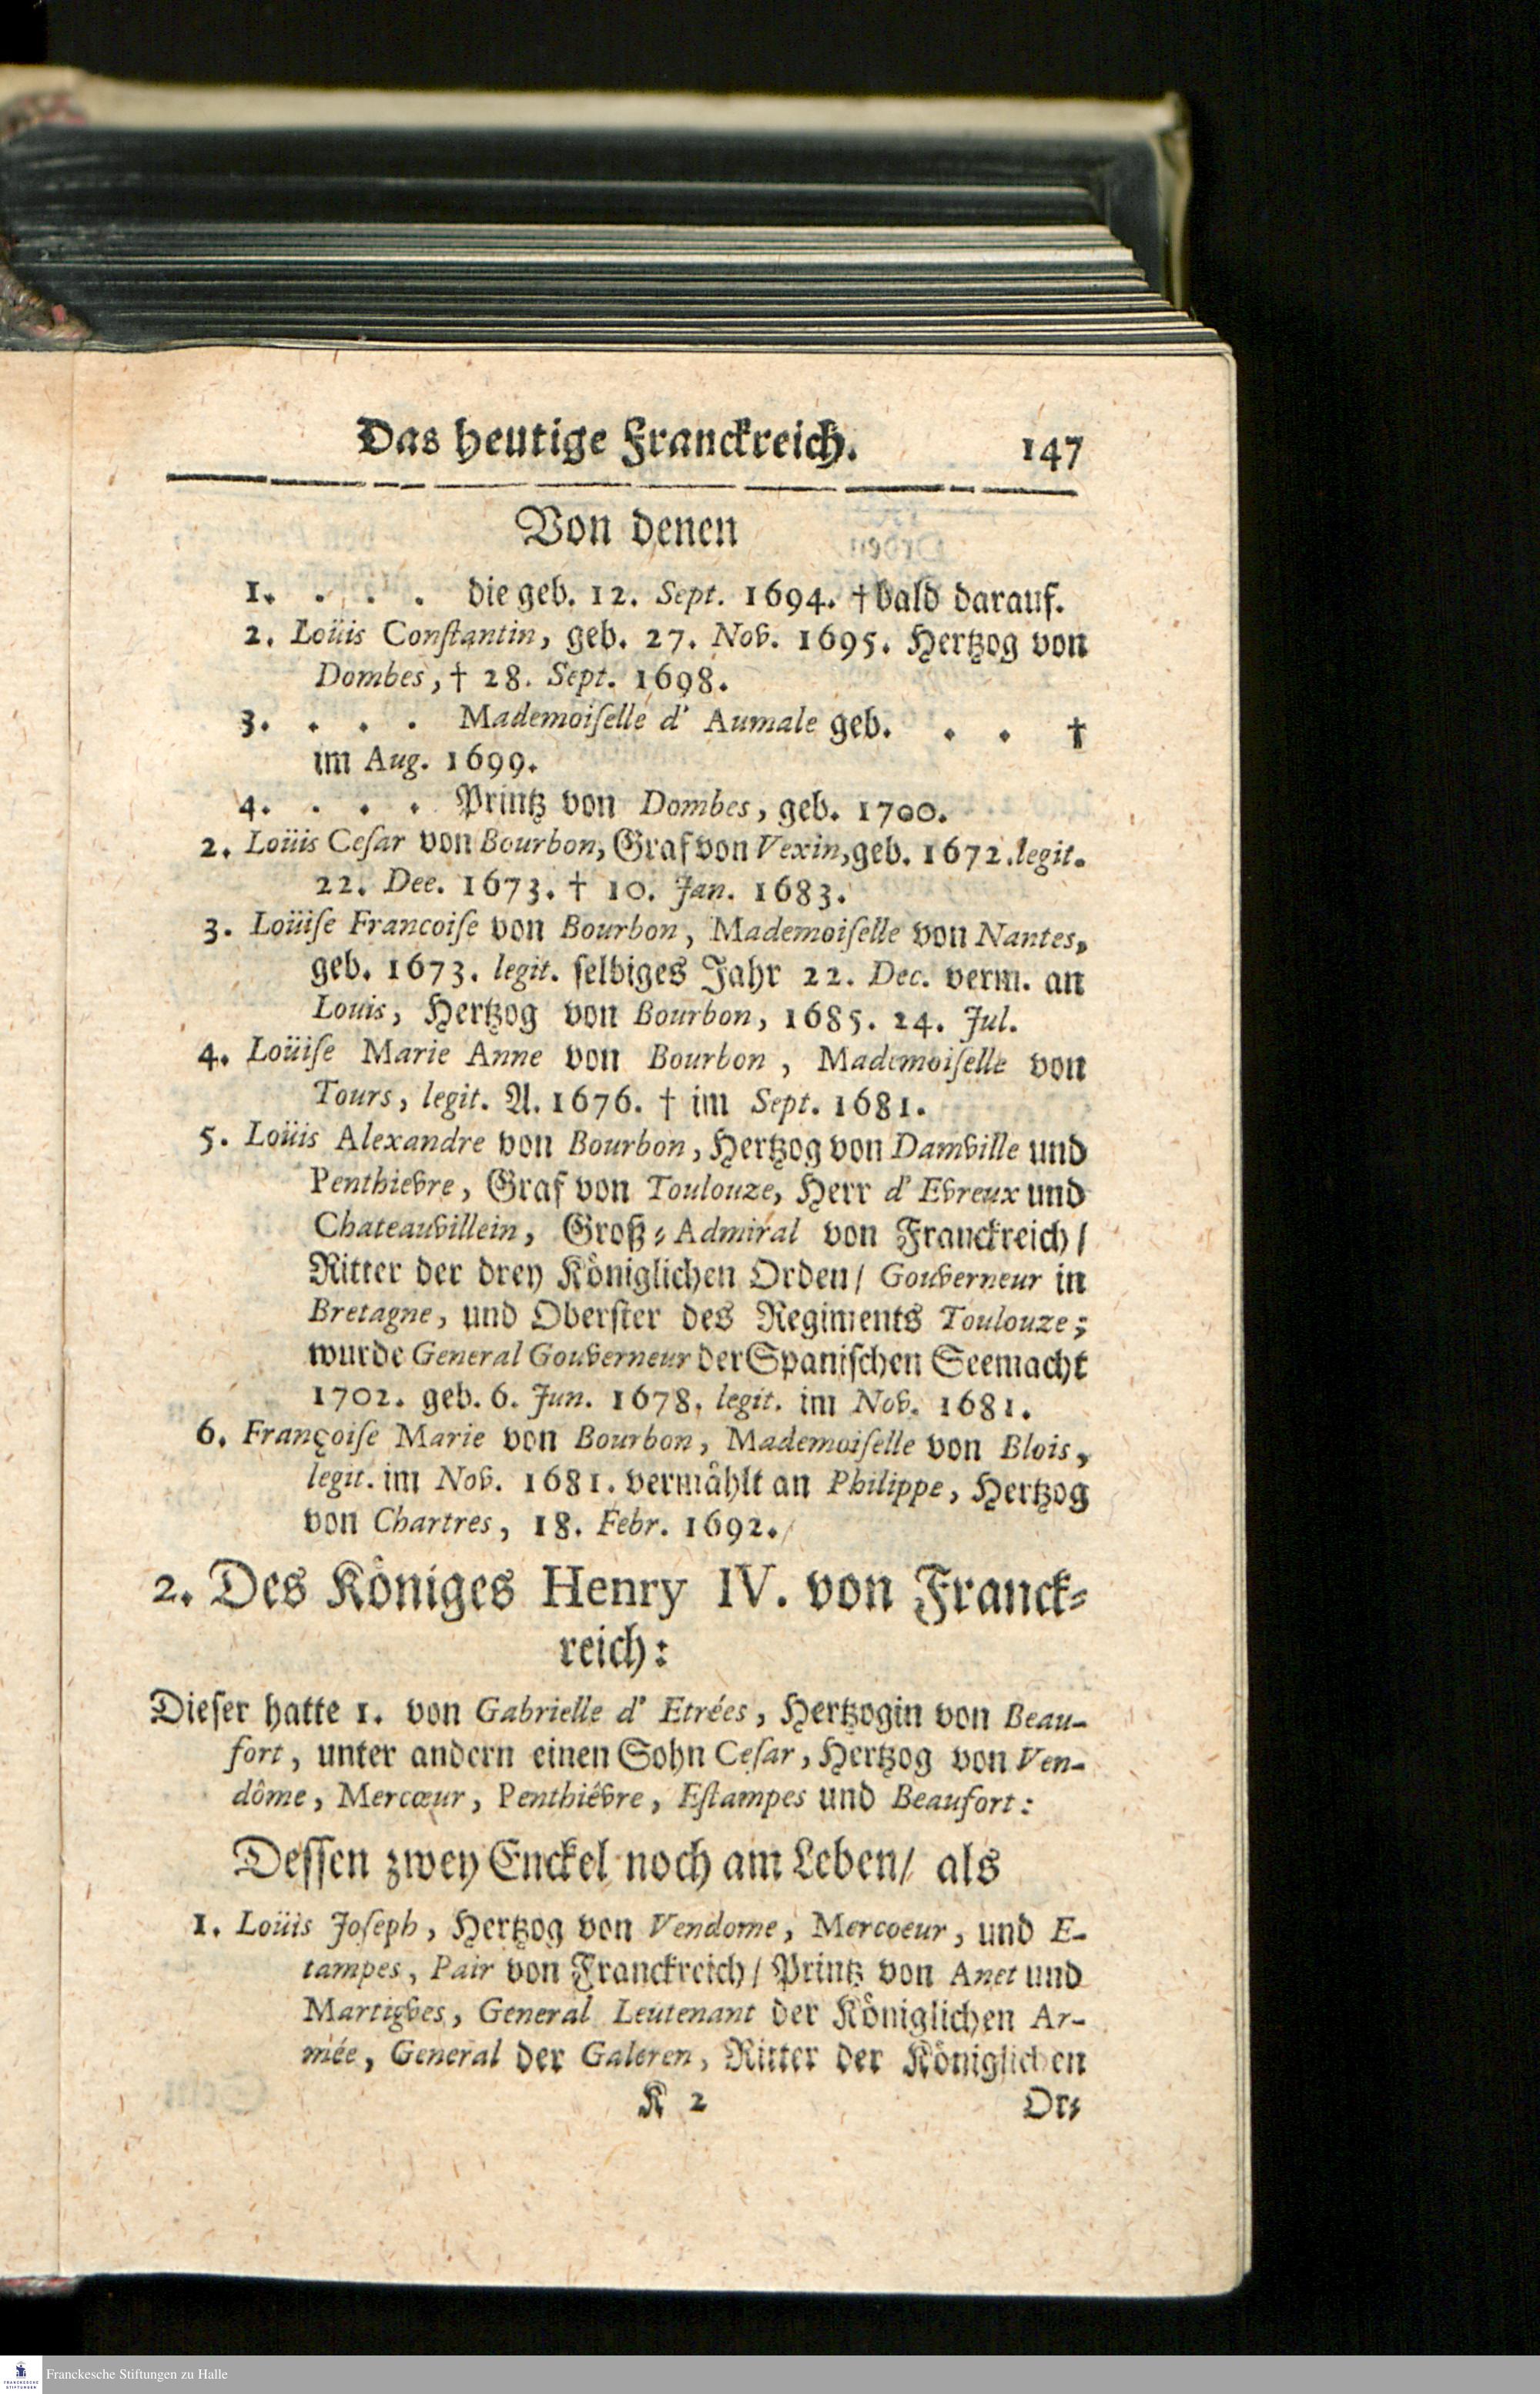 Das heutige Franckreich. 147
Von denen
1. . . . die geb. 12. Sept. 1694. † bald darauf.
2. Loüis Conſtantin, geb. 27. Nov. 1695. Hertzog von
Dombes, † 28. Sept. 1698.
3. . . . Mademoiſelle d' Aumale geb. . . †
im Aug. 1699.
4. . . . Printz von Dombes, geb. 1700.
2. Loüis Ceſar von Bourbon, Graf von Vexin, geb. 1672. legit.
22. Dee. 1673. † 10. Jan. 1683.
3. Loüiſe Francoiſe von Bourbon, Mademoiſelle von Nantes,
geb. 1673. legit. ſelbiges Jahr 22. Dec. verm. an
Louis, Hertzog von Bourbon, 1685. 24. Jul.
4. Loüiſe Marie Anne von Bourbon, Mademoiſelle von
Tours, legit. A. 1676. † im Sept. 1681.
5. Loüis Alexandre von Bourbon, Hertzog von Damville und
Penthievre, Graf von Toulouze, Herr d' Evreux und
Chateauvillein, Groß-Admiral von Franckreich/
Ritter der drey Königlichen Orden/ Gouverneur in
Bretagne, und Oberſter des Regiments Toulouze;
wurde General Gouverneur der Spaniſchen Seemacht
1702. geb. 6. Jun. 1678. legit. im Nov. 1681.
6. Françoiſe Marie von Bourbon, Mademoiſelle von Blois,
legit. im Nov. 1681. vermählt an Philippe, Hertzog
von Chartres, 18. Febr. 1692.
2. Des Königes Henry IV. von Franck-
reich:
Dieſer hatte 1. von Gabrielle d' Etrées, Hertzogin von Beau-
fort, unter andern einen Sohn Ceſar, Hertzog von Ven-
dôme, Mercœur, Penthiêvre, Eſtampes und Beaufort:
Deſſen zwey Enckel noch am Leben/ als
1. Loüis Joſeph, Hertzog von Vendome, Mercoeur, und E-
tampes, Pair von Franckreich/ Printz von Anet und
Martigves, General Leutenant der Königlichen Ar-
mée, General der Galeren, Ritter der Königlichen
K 2 Or-
Franckesche Stiftungen zu Halle
FRANCKESCHE
STIFTUNGEN